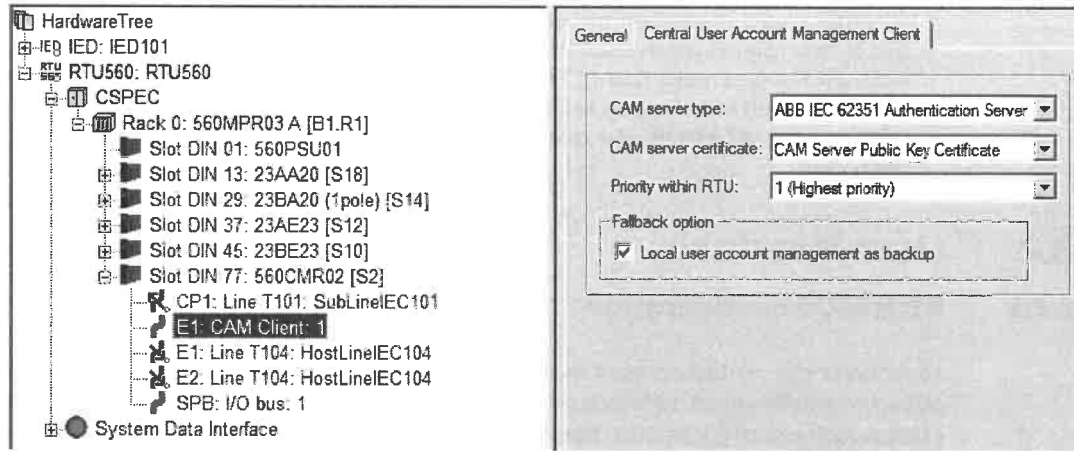 HardwareTree
IED IED: IED101
RTU 560 RTU560: RTU560
CSPEC
Rack 0: 560MPR03 A [B1.R1]
Slot DIN 01: 560PSU01
Slot DIN 13: 23AA20 [S18]
Slot DIN 29: 23BA20 (1pole) [S14]
Slot DIN 37: 23AE23 [S12]
Slot DIN 45: 23BE23 [S10]
Slot DIN 77: 560CMR02 [S2]
CP1: Line T101: SubLineIEC101
E1: CAM Client: 1
E1: Line T104: HostLineIEC104
E2: Line T104: HostLineIEC104
SPB: I/O bus: 1
System Data Interface
General Central User Account Management Client
CAM server type: ABB IEC 62351 Authentication Server
CAM server certificate: CAM Server Public Key Certificate
Priority within RTU: 1 (Highest priority)
Fallback option
Local user account management as backup